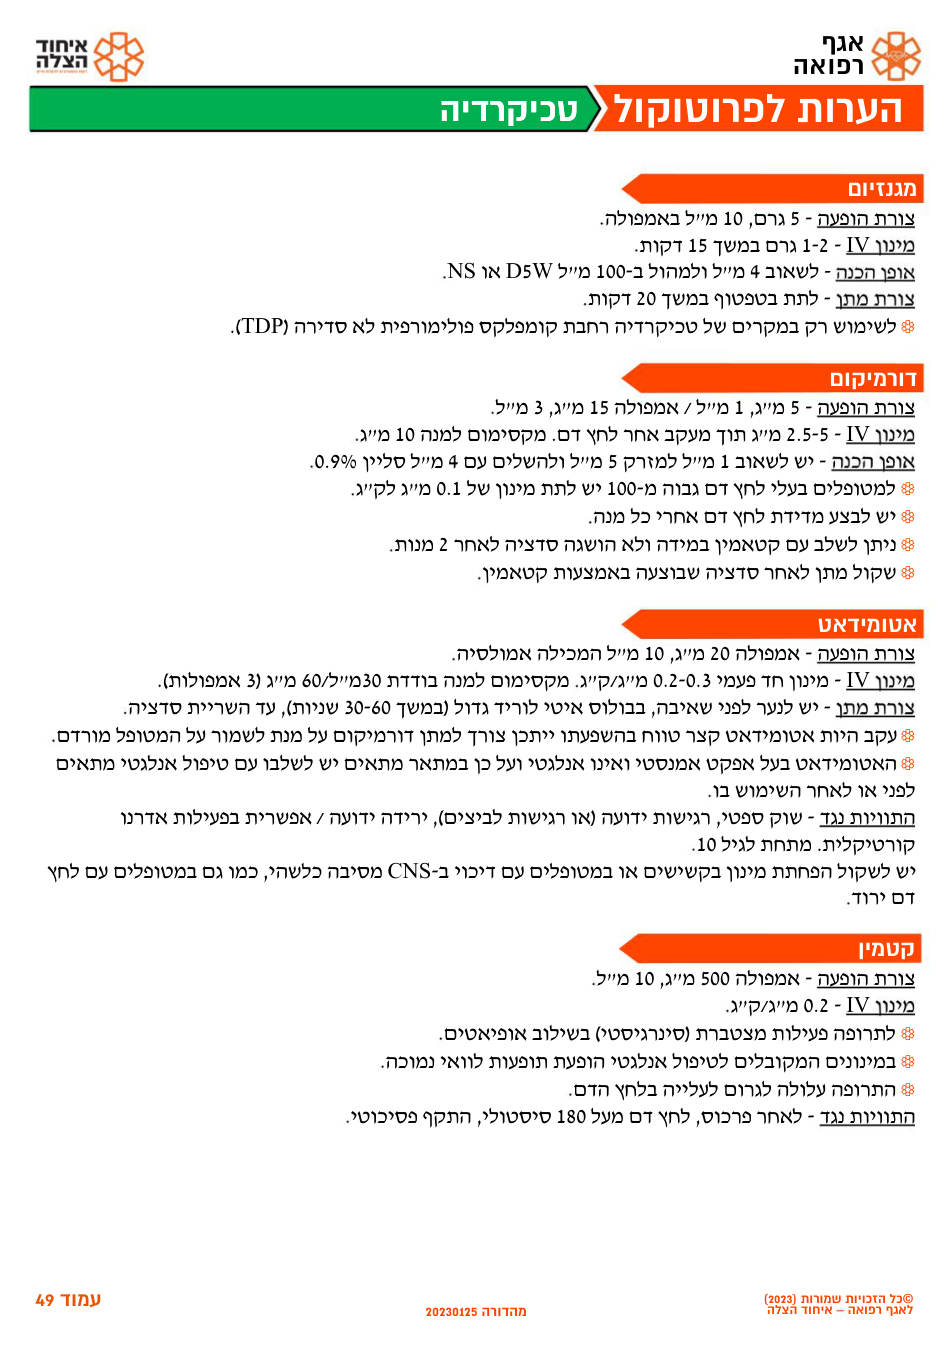 אגף
רפואה
איחוד
הצלה
הערות לפרוטוקול
טכיקרדיה
מגנזיום
צורת הופעה - 5 גרם, 10 מ״ל באמפולה.
מינון IV - 1-2 גרם במשך 15 דקות.
אופן הכנה - לשאוב 4 מ״ל ולמהול ב-100 מ״ל D5W או NS.
צורת מתן - לתת בטפטוף במשך 20 דקות.
לשימוש רק במקרים של טכיקרדיה רחבת קומפלקס פולימורפית לא סדירה (TDP).
דורמיקום
צורת הופעה - 5 מ״ג, 1 מ״ל / אמפולה 15 מ״ג, 3 מ״ל.
מינון IV - 2.5-5 מ״ג תוך מעקב אחר לחץ דם. מקסימום למנה 10 מ״ג.
אופן הכנה - יש לשאוב 1 מ״ל למזרק 5 מ״ל ולהשלים עם 4 מ״ל סליין 0.9%.
למטופלים בעלי לחץ דם גבוה מ-100 יש לתת מינון של 0.1 מ״ג לק״ג.
יש לבצע מדידת לחץ דם אחרי כל מנה.
ניתן לשלב עם קטאמין במידה ולא הושגה סדציה לאחר 2 מנות.
שקול מתן לאחר סדציה שבוצעה באמצעות קטאמין.
אטומידאט
צורת הופעה - אמפולה 20 מ״ג, 10 מ״ל המכילה אמולסיה.
מינון IV - מינון חד פעמי 0.2-0.3 מ״ג/ק״ג. מקסימום למנה בודדת 30מ״ל/60 מ״ג (3 אמפולות).
צורת מתן - יש לנער לפני שאיבה, בבולוס איטי לוריד גדול (במשך 30-60 שניות), עד השריית סדציה.
עקב היות אטומידאט קצר טווח בהשפעתו ייתכן צורך למתן דורמיקום על מנת לשמור על המטופל מורדם.
האטומידאט בעל אפקט אמנסטי ואינו אנלגטי ועל כן במתאר מתאים יש לשלבו עם טיפול אנלגטי מתאים
לפני או לאחר השימוש בו.
התוויות נגד - שוק ספטי, רגישות ידועה (או רגישות לביצים), ירידה ידועה / אפשרית בפעילות אדרנו
קורטיקלית. מתחת לגיל 10.
יש לשקול הפחתת מינון בקשישים או במטופלים עם דיכוי ב-CNS מסיבה כלשהי, כמו גם במטופלים עם לחץ
דם ירוד.
קטמין
צורת הופעה - אמפולה 500 מ״ג, 10 מ״ל.
מינון IV - 0.2 מ״ג/ק״ג.
לתרופה פעילות מצטברת (סינרגיסטי) בשילוב אופיאטים.
במינונים המקובלים לטיפול אנלגטי הופעת תופעות לוואי נמוכה.
התרופה עלולה לגרום לעלייה בלחץ הדם.
התוויות נגד - לאחר פרכוס, לחץ דם מעל 180 סיסטולי, התקף פסיכוטי.
©כל הזכויות שמורות (2023)
לאגף רפואה – איחוד הצלה
מהדורה 20230125
עמוד 49